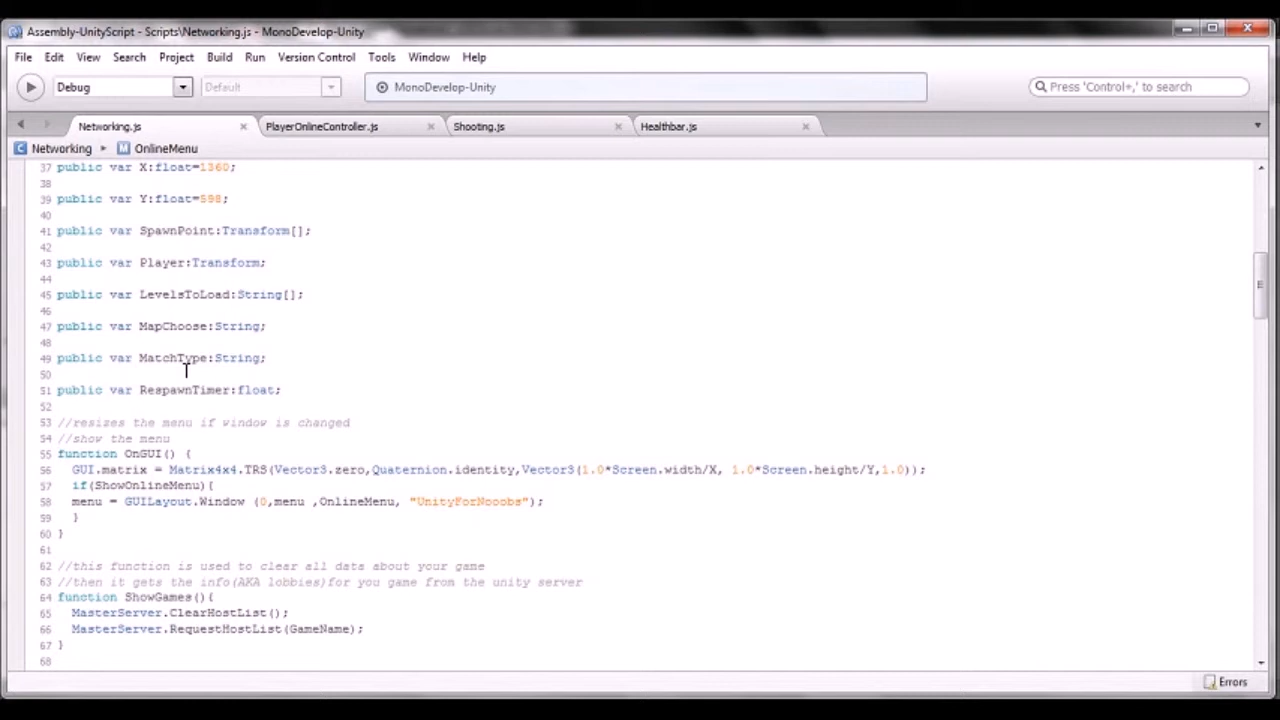 Assembly-UnityScript - Scripts\Networking.js - MonoDevelop-Unity
File Edit View Search Project Build Run Version Control Tools Window Help
Debug Default MonoDevelop-Unity Press 'Control+,' to search
Networking.js PlayerOnlineController.js Shooting.js Healthbar.js
Networking OnlineMenu
37 public var X:float=1360;
38
39 public var Y:float=598;
40
41 public var SpawnPoint:Transform[];
42
43 public var Player:Transform;
44
45 public var LevelsToLoad:String[];
46
47 public var MapChoose:String;
48
49 public var MatchType:String;
50
51 public var RespawnTimer:float;
52
53 //resizes the menu if window is changed
54 //show the menu
55 function OnGUI() {
56 GUI.matrix = Matrix4x4.TRS(Vector3.zero,Quaternion.identity,Vector3(1.0*Screen.width/X, 1.0*Screen.height/Y,1.0));
57 if(ShowOnlineMenu){
58 menu = GUILayout.Window (0,menu ,OnlineMenu, "UnityForNooobs");
59 }
60 }
61
62 //this function is used to clear all data about your game
63 //then it gets the info(AKA lobbies)for you game from the unity server
64 function ShowGames(){
65 MasterServer.ClearHostList();
66 MasterServer.RequestHostList(GameName);
67 }
68
Errors